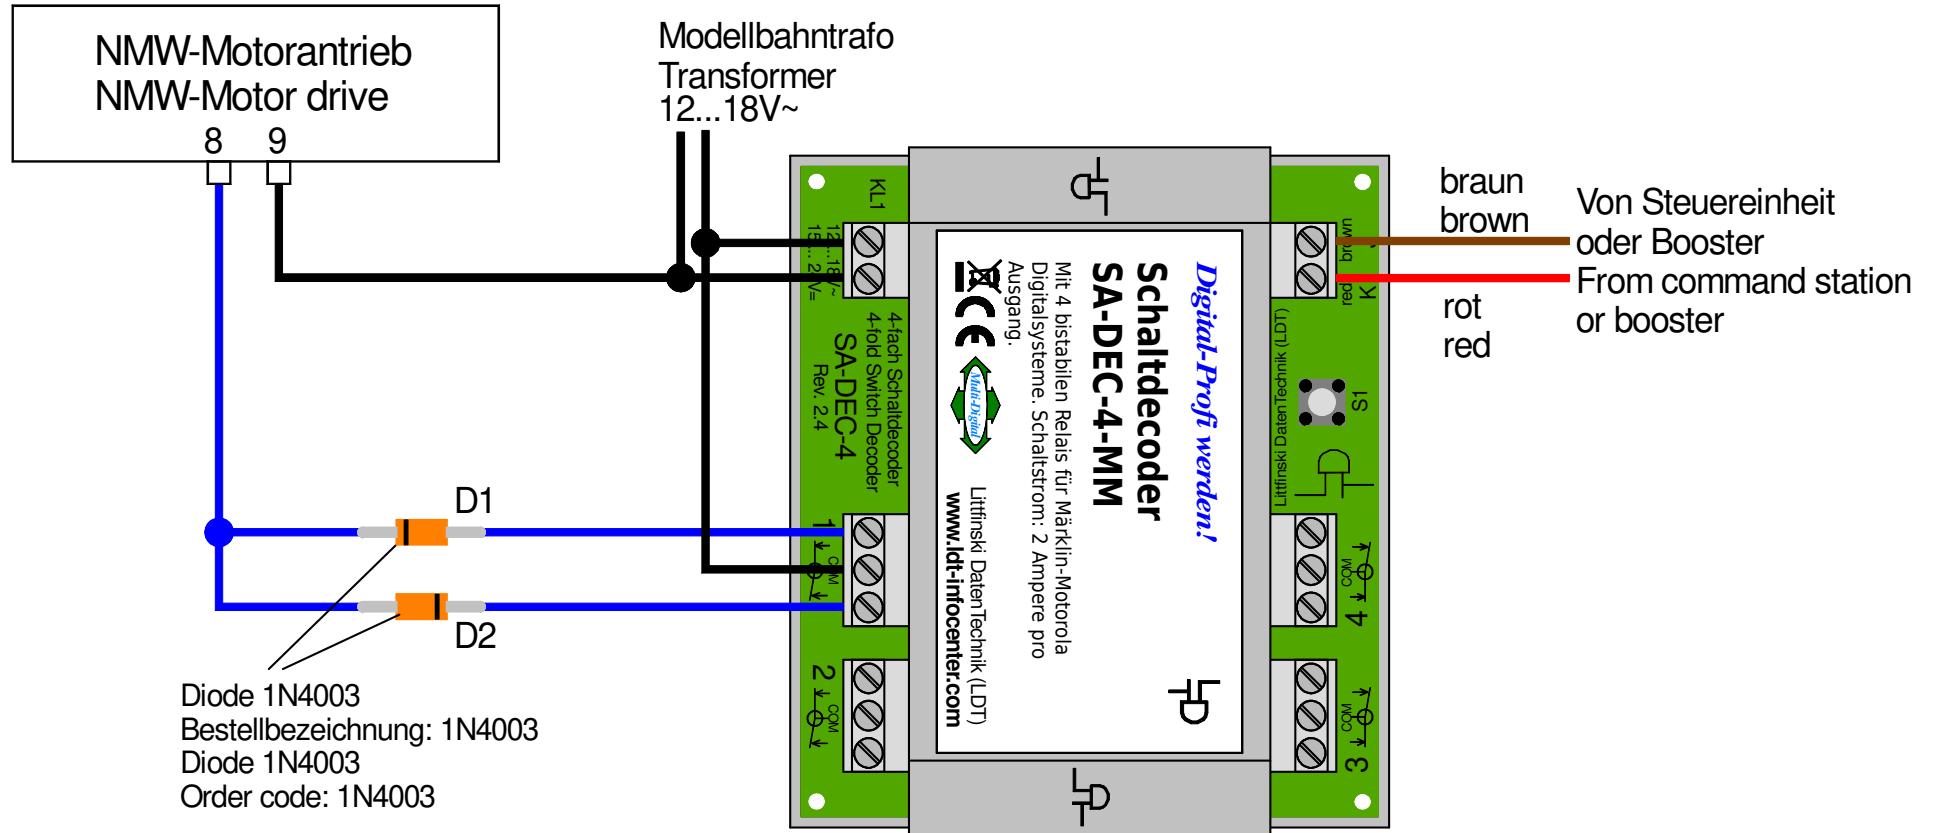 NMW-Motorantrieb
NMW-Motor drive
8 9
Modellbahntrafo
Transformer
12...18V~
braun
brown
Von Steuereinheit
oder Booster
From command station
or booster
rot
red
D1
D2
Diode 1N4003
Bestellbezeichnung: 1N4003
Diode 1N4003
Order code: 1N4003
KL1
12...18V~
4-fach Schaltdecoder
4-fold Switch Decoder
SA-DEC-4
Rev. 2.4
1
COM
2
COM
Digital-Profi werden!
Schaltdecoder
SA-DEC-4-MM
Mit 4 bistabilen Relais für Märklin-Motorola
Digitalsysteme. Schaltstrom: 2 Ampere pro
Ausgang.
CE
Multi-Digital
Littfinski DatenTechnik (LDT)
www.ldt-infocenter.com
brown
red
Littfinski DatenTechnik (LDT)
S1
COM
4
COM
3